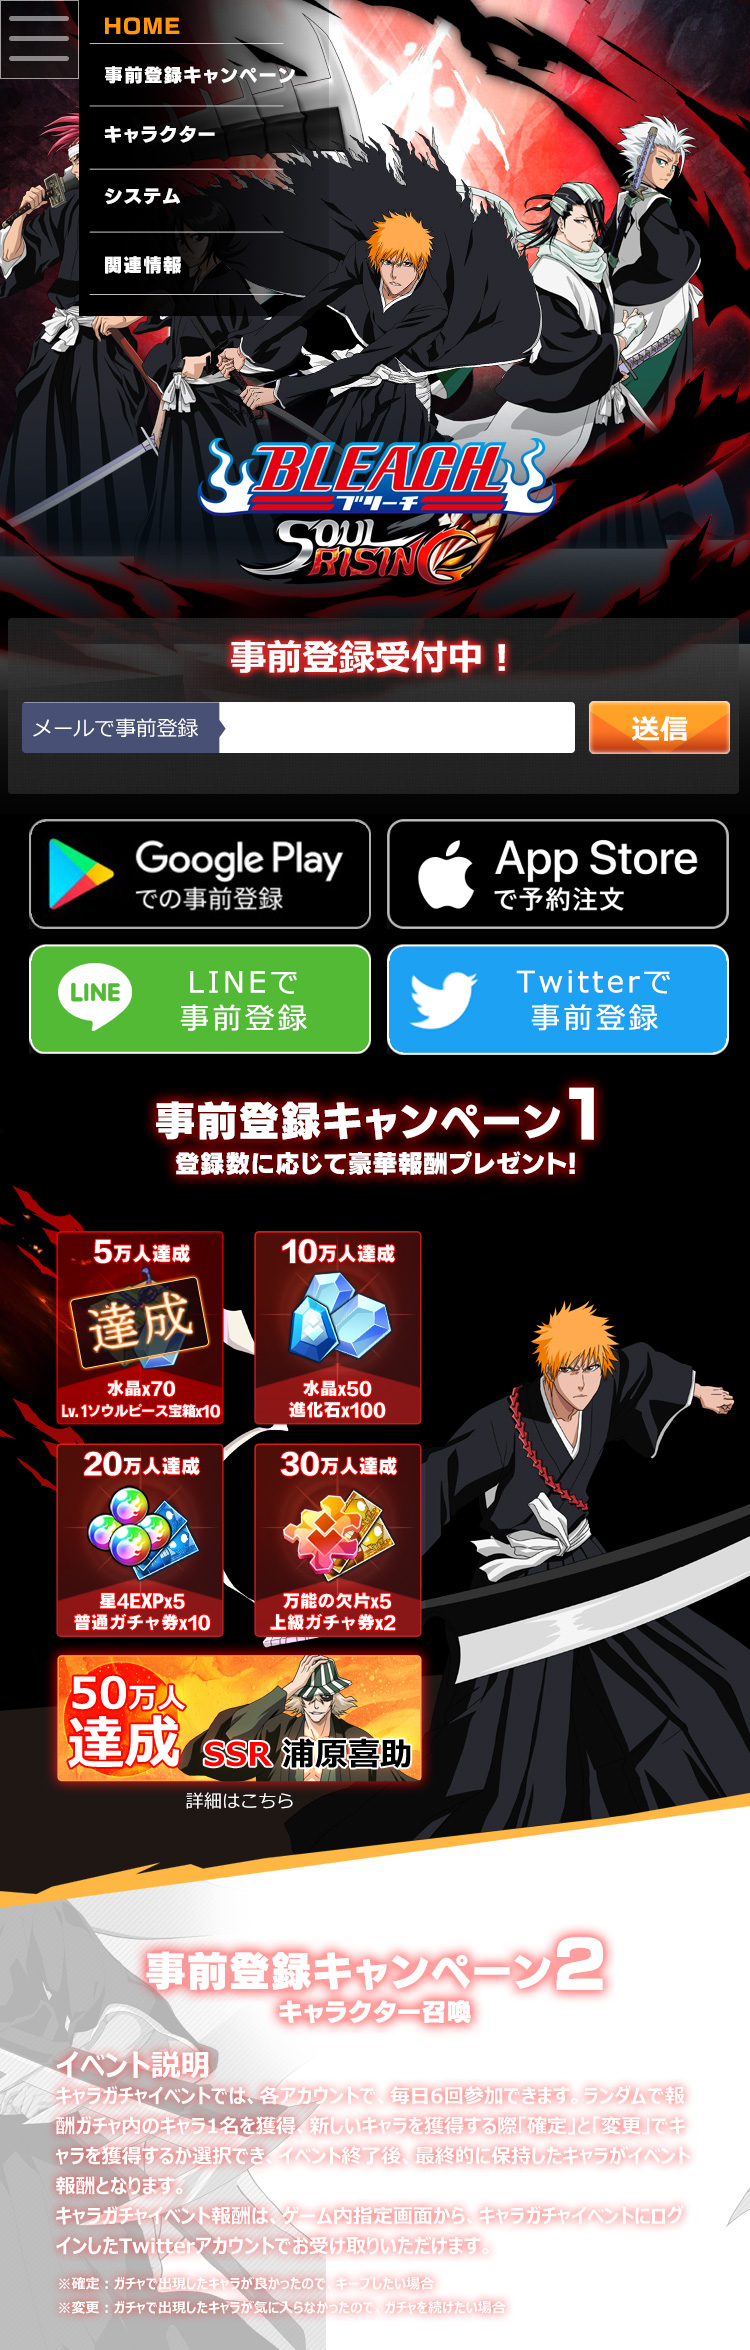 HOME
事前登録キャンペーン
キャラクター
システム
関連情報
BLEACH
ブリーチ
SOUL
RISING
事前登録受付中！
メールで事前登録
送信
Google Play
での事前登録
App Store
で予約注文
LINE
LINEで
事前登録
Twitterで
事前登録
事前登録キャンペーン1
登録数に応じて豪華報酬プレゼント!
5万人達成
達成
水晶x70
Lv.1ソウルピース宝箱x10
10万人達成
水晶x50
進化石x100
20万人達成
星4EXPx5
普通ガチャ券x10
30万人達成
万能の欠片x5
上級ガチャ券x2
50万人
達成
SSR 浦原喜助
詳細はこちら
事前登録キャンペーン2
キャラクター召喚
イベント説明
キャラガチャイベントでは、各アカウントで、毎日6回参加できます。ランダムで報
酬ガチャ内のキャラ1名を獲得、新しいキャラを獲得する際「確定」と「変更」でキ
ャラを獲得するか選択でき、イベント終了後、最終的に保持したキャラがイベント
報酬となります。
キャラガチャイベント報酬は、ゲーム内指定画面から、キャラガチャイベントにログ
インしたTwitterアカウントでお受け取りいただけます。
※確定：ガチャで出現したキャラが良かったので、キープしたい場合
※変更：ガチャで出現したキャラが気に入らなかったので、ガチャを続けたい場合